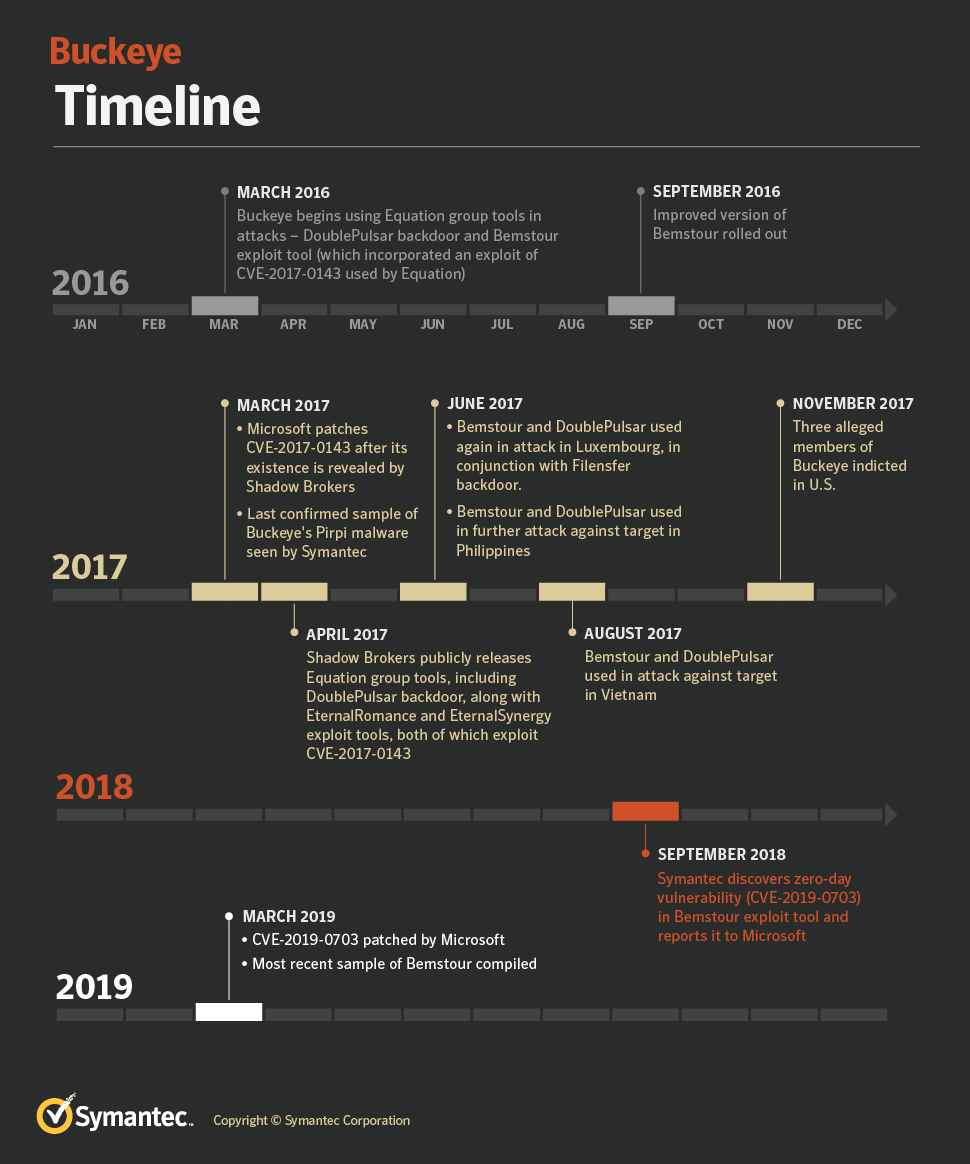 Buckeye
Timeline
MARCH 2016
Buckeye begins using Equation group tools in
attacks – DoublePulsar backdoor and Bemstour
exploit tool (which incorporated an exploit of
CVE-2017-0143 used by Equation)
SEPTEMBER 2016
Improved version of
Bemstour rolled out
2016
JAN FEB MAR APR MAY JUN JUL AUG SEP OCT NOV DEC
MARCH 2017
• Microsoft patches
CVE-2017-0143 after its
existence is revealed by
Shadow Brokers
• Last confirmed sample of
Buckeye's Pirpi malware
seen by Symantec
JUNE 2017
• Bemstour and DoublePulsar used
again in attack in Luxembourg, in
conjunction with Filensfer
backdoor.
• Bemstour and DoublePulsar used
in further attack against target in
Philippines
NOVEMBER 2017
Three alleged
members of
Buckeye indicted
in U.S.
2017
APRIL 2017
Shadow Brokers publicly releases
Equation group tools, including
DoublePulsar backdoor, along with
EternalRomance and EternalSynergy
exploit tools, both of which exploit
CVE-2017-0143
AUGUST 2017
Bemstour and DoublePulsar
used in attack against target
in Vietnam
2018
SEPTEMBER 2018
Symantec discovers zero-day
vulnerability (CVE-2019-0703)
in Bemstour exploit tool and
reports it to Microsoft
MARCH 2019
• CVE-2019-0703 patched by Microsoft
• Most recent sample of Bemstour compiled
2019
Symantec™
Copyright © Symantec Corporation